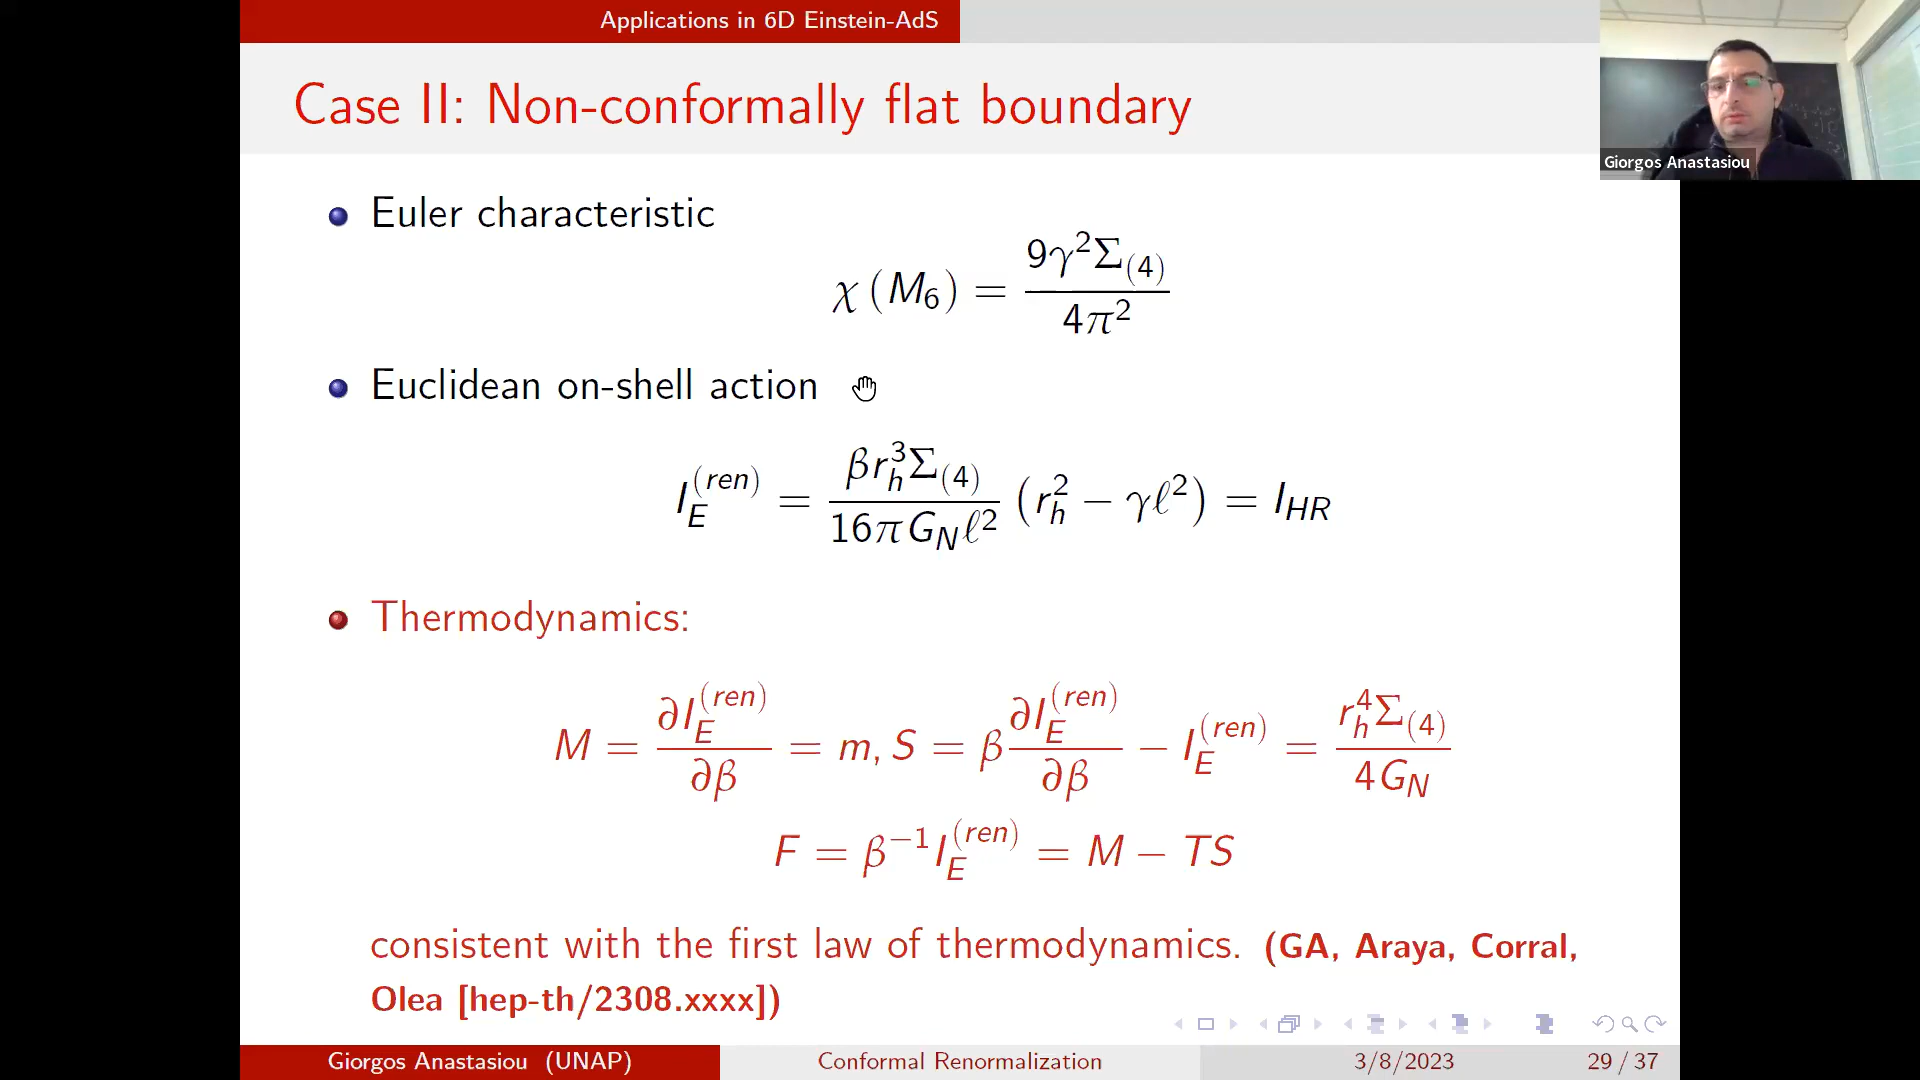 Applications in 6D Einstein-AdS
Case II: Non-conformally flat boundary
Giorgos Anastasiou
Euler characteristic
χ (M₆) = 9γ²Σ₍₄₎ / 4π²
Euclidean on-shell action
I_E^(ren) = βr_h³Σ₍₄₎ / 16πG_Nℓ² (r_h² − γℓ²) = I_HR
Thermodynamics:
M = ∂I_E^(ren) / ∂β = m, S = β ∂I_E^(ren) / ∂β − I_E^(ren) = r_h⁴Σ₍₄₎ / 4G_N
F = β⁻¹I_E^(ren) = M − TS
consistent with the first law of thermodynamics. (GA, Araya, Corral,
Olea [hep-th/2308.xxxx])
Giorgos Anastasiou (UNAP) Conformal Renormalization 3/8/2023 29 / 37